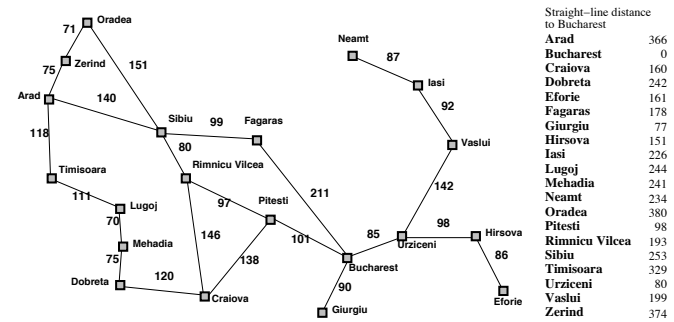 Oradea
71
Neamt
87
Zerind
75
151
Iasi
Arad
140
92
Sibiu
99
Fagaras
118
80
Vaslui
Timisoara
Rimnicu Vilcea
111
Lugoj
97
Pitesti
211
142
70
98
Hirsova
146
85
Mehadia
101
Urziceni
86
75
138
Bucharest
120
Dobreta
90
Craiova
Giurgiu
Eforie
Straight–line distance
to Bucharest
Arad 366
Bucharest 0
Craiova 160
Dobreta 242
Eforie 161
Fagaras 178
Giurgiu 77
Hirsova 151
Iasi 226
Lugoj 244
Mehadia 241
Neamt 234
Oradea 380
Pitesti 98
Rimnicu Vilcea 193
Sibiu 253
Timisoara 329
Urziceni 80
Vaslui 199
Zerind 374